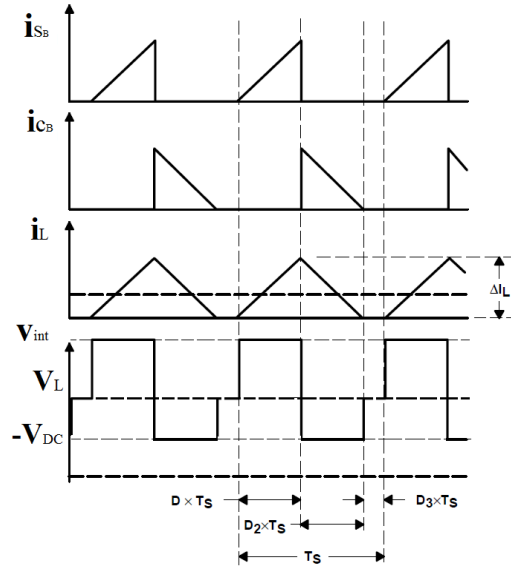 iSB
icB
iL
ΔIL
vint
VL
-VDC
D × TS
D3×TS
D2×TS
TS